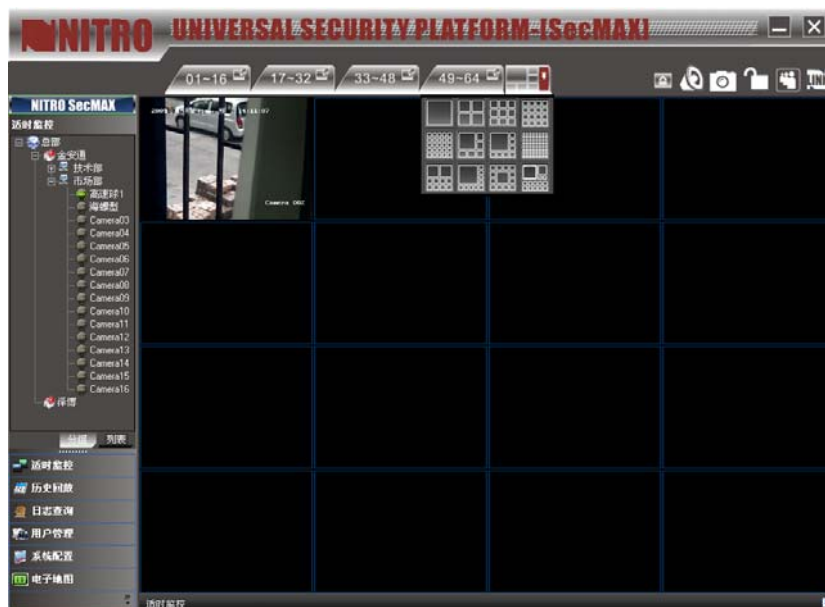 NITRO
UNIVERSAL SECURITY PLATFORM-[SecMAX]
01~16
17~32
33~48
49~64
NITRO SecMAX
适时监控
总部
金安通
技术部
市场部
高速球1
海螺型
Camera03
Camera04
Camera05
Camera06
Camera07
Camera08
Camera09
Camera10
Camera11
Camera12
Camera13
Camera14
Camera15
Camera16
分组
列表
适时监控
历史回放
日志查询
用户管理
系统配置
电子地图
Camera 002
适时监控